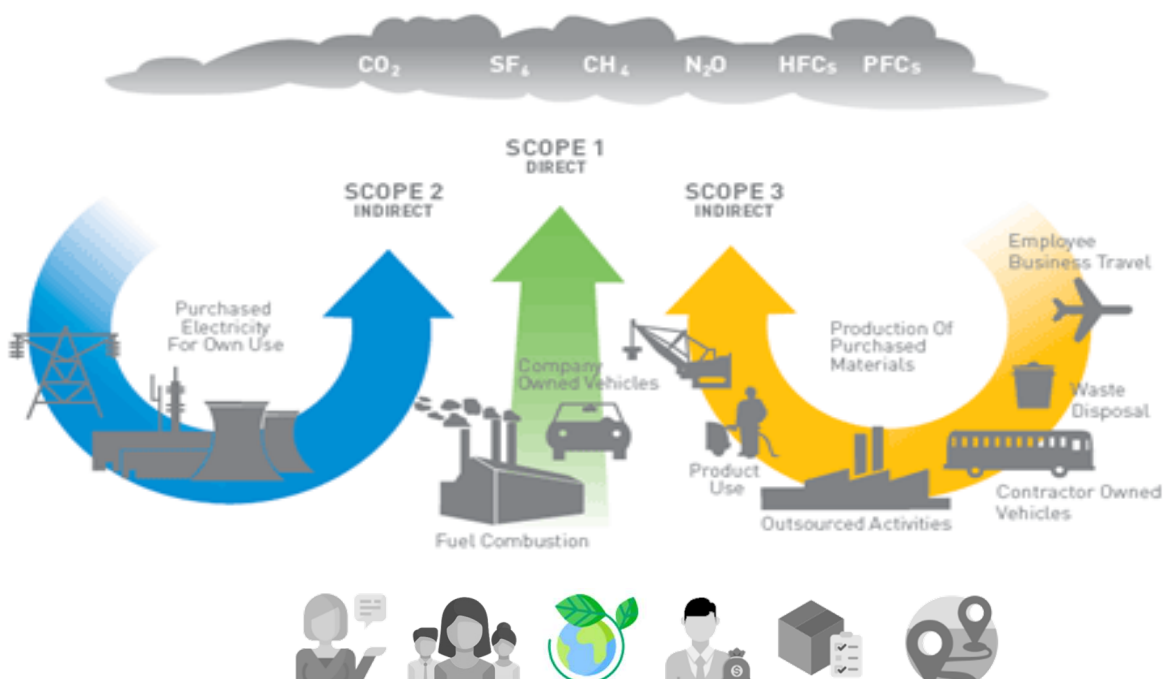 CO₂ SF₆ CH₄ N₂O HFCs PFCs
SCOPE 1
DIRECT
SCOPE 2
INDIRECT
SCOPE 3
INDIRECT
Purchased
Electricity
For Own Use
Company
Owned Vehicles
Fuel Combustion
Employee
Business Travel
Production Of
Purchased
Materials
Waste
Disposal
Product
Use
Contractor Owned
Vehicles
Outsourced Activities
$